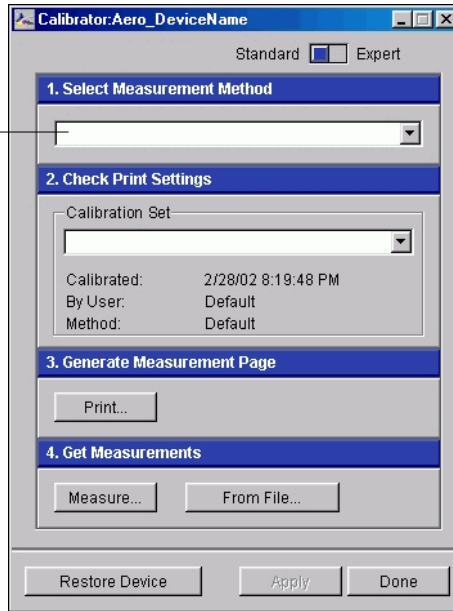 Calibrator:Aero_DeviceName
Standard Expert
1. Select Measurement Method
2. Check Print Settings
Calibration Set
Calibrated: 2/28/02 8:19:48 PM
By User: Default
Method: Default
3. Generate Measurement Page
Print...
4. Get Measurements
Measure... From File...
Restore Device Apply Done